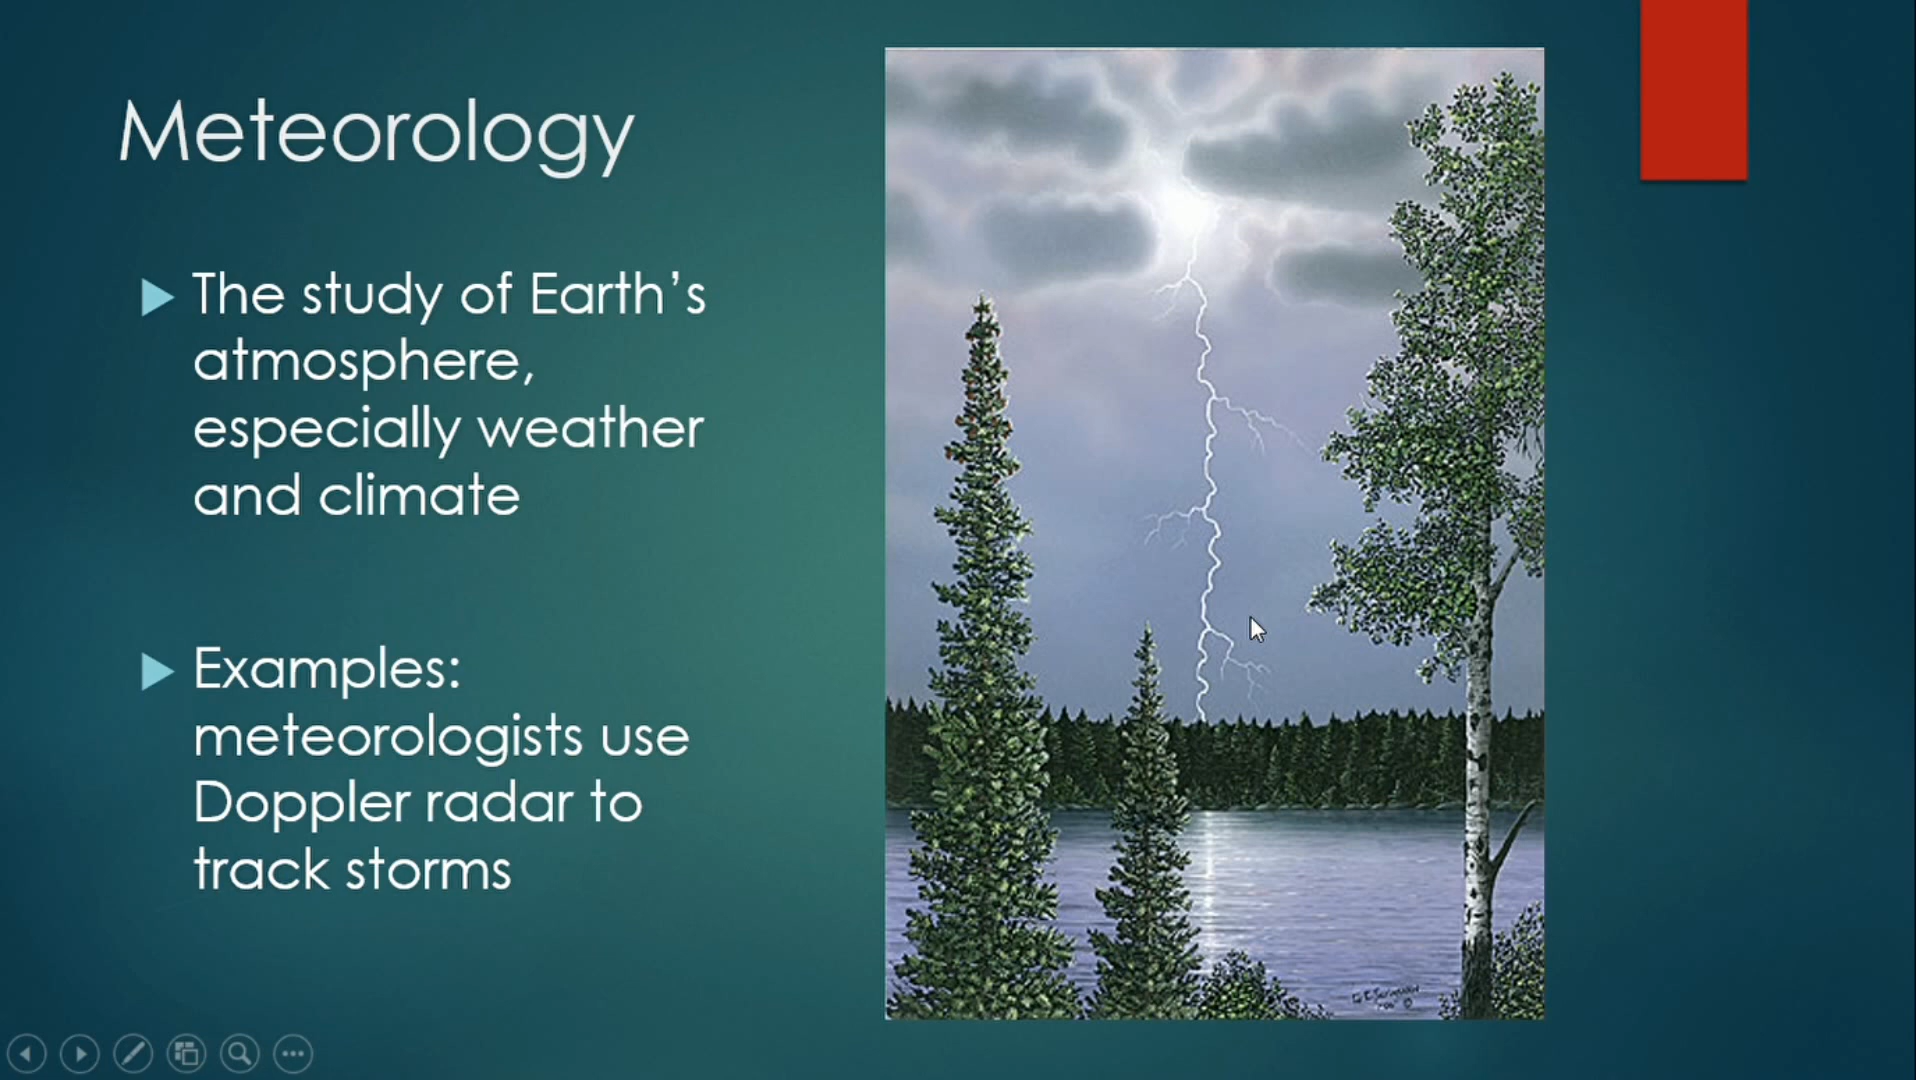 Meteorology
The study of Earth’s
atmosphere,
especially weather
and climate
Examples:
meteorologists use
Doppler radar to
track storms